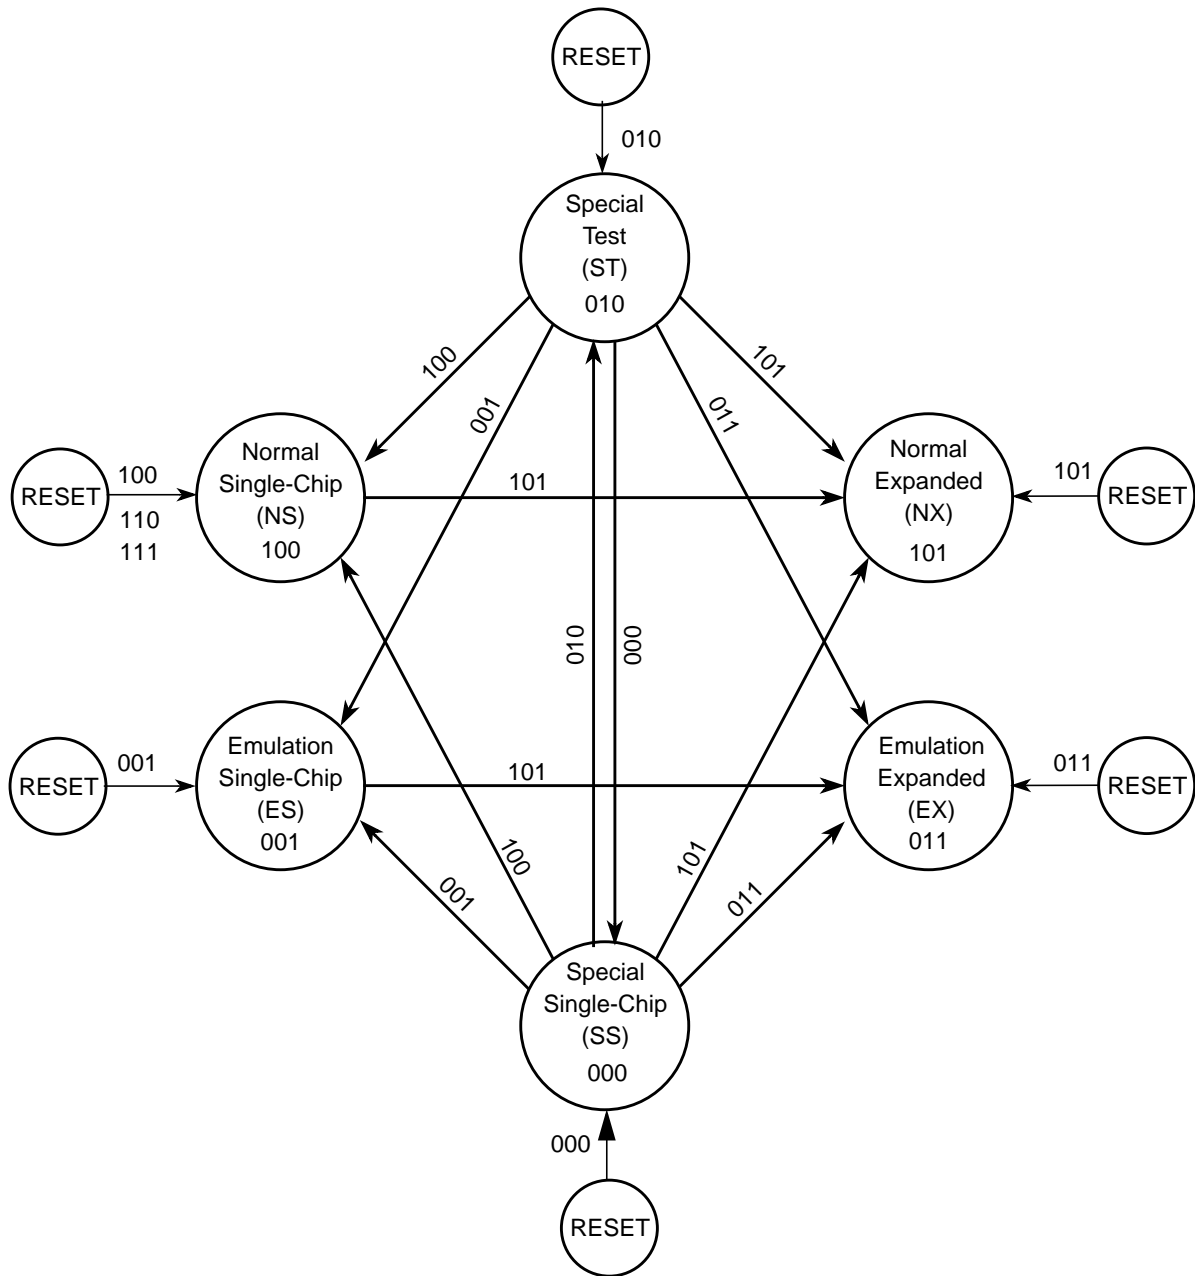 RESET
010
Special
Test
(ST)
010
100
101
001
011
Normal
Single-Chip
(NS)
100
RESET
100
110
111
101
Normal
Expanded
(NX)
101
101
RESET
010
000
RESET
001
Emulation
Single-Chip
(ES)
001
101
Emulation
Expanded
(EX)
011
011
RESET
001
100
101
011
Special
Single-Chip
(SS)
000
000
RESET